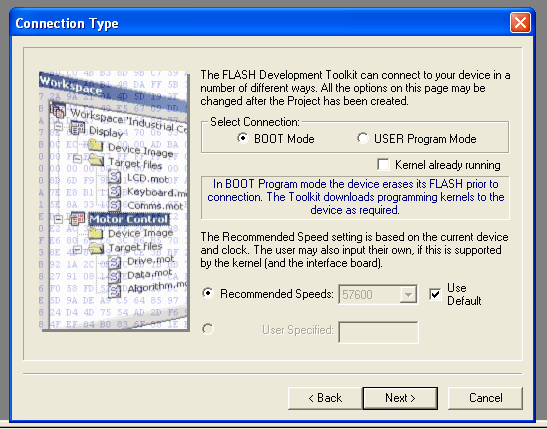 Connection Type
The FLASH Development Toolkit can connect to your device in a
number of different ways. All the options on this page may be
changed after the Project has been created.
Select Connection:
BOOT Mode
USER Program Mode
Kernel already running
In BOOT Program mode the device erases its FLASH prior to
connection. The Toolkit downloads programming kernels to the
device as required.
The Recommended Speed setting is based on the current device
and clock. The user may also input their own, if this is supported
by the kernel (and the interface board).
Recommended Speeds:
57600
Use
Default
User Specified:
< Back
Next >
Cancel
Workspace
Workspace 'Industrial Ce
Display
Device Image
Target files
LCD.mot
Keyboard.mo
Comms.mot
Motor Control
Device Image
Target files
Drive.mot
Data.mot
Algorithm.mot